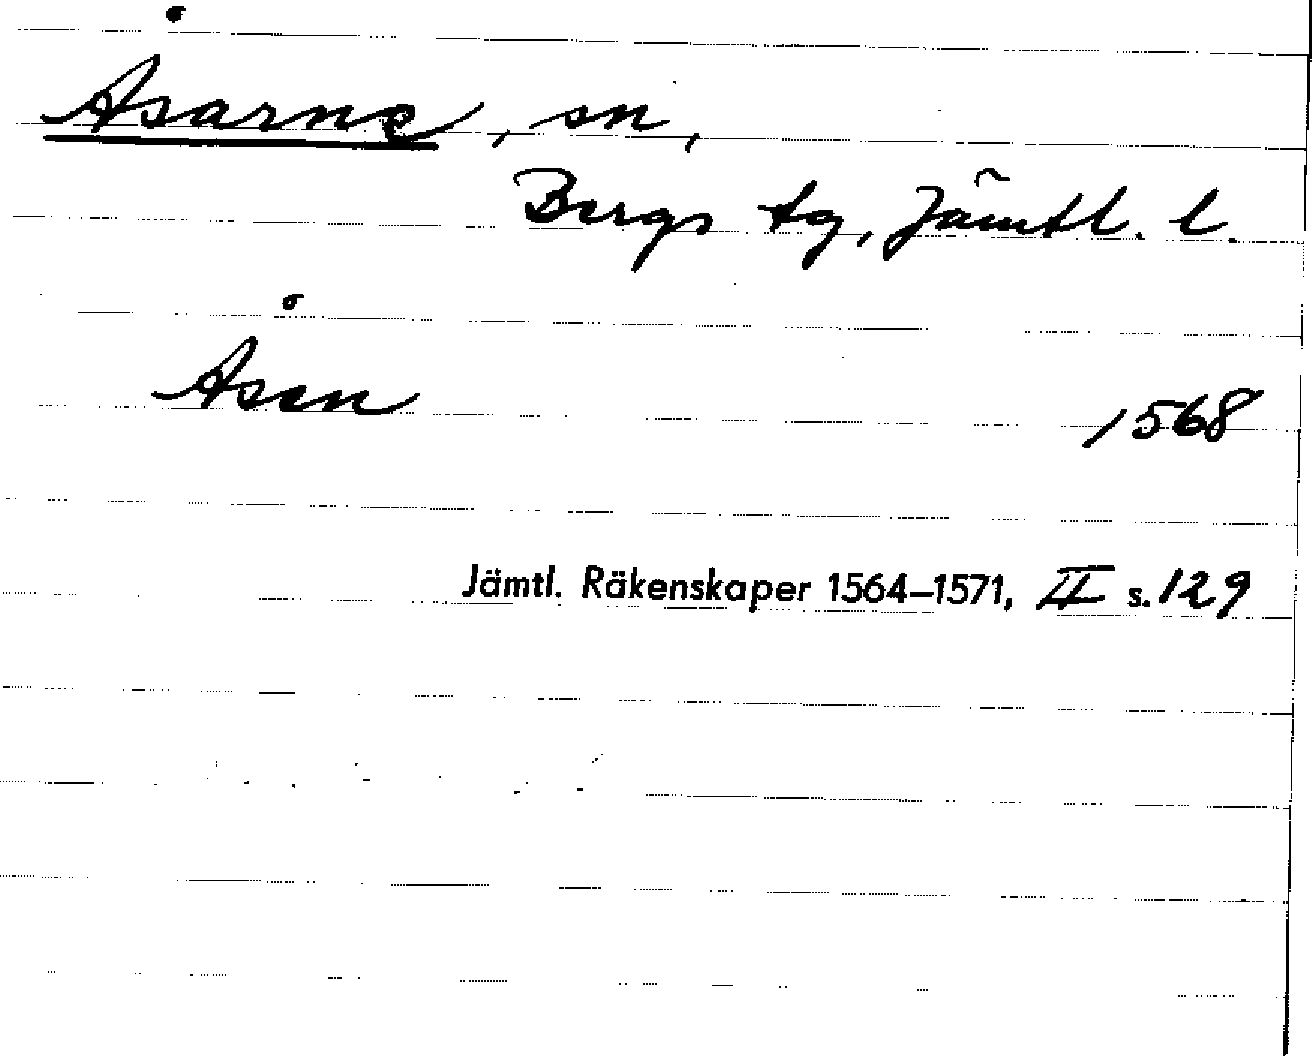 Åsarne, sn,
Bergs tg, Jämtl. l.
Åsen 1568
Jämtl. Räkenskaper 1564–1571, II s. 129